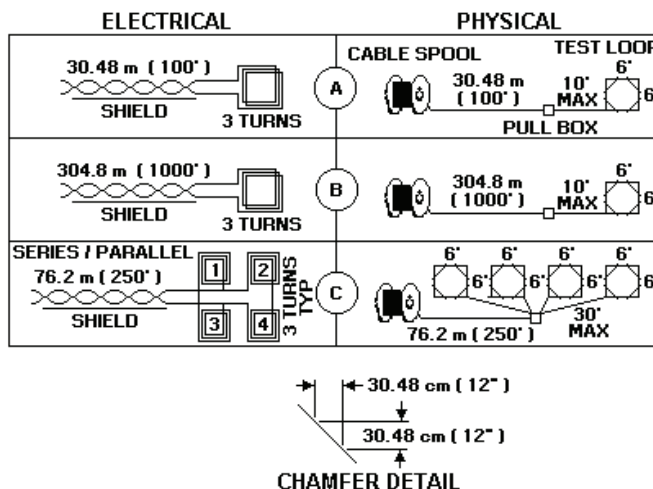 ELECTRICAL
PHYSICAL
30.48 m ( 100' )
SHIELD
3 TURNS
A
CABLE SPOOL
TEST LOOP
30.48 m
( 100' )
10'
MAX
6'
6'
PULL BOX
304.8 m ( 1000' )
SHIELD
3 TURNS
B
304.8 m
( 1000' )
10'
MAX
6'
6'
SERIES / PARALLEL
76.2 m ( 250' )
SHIELD
1
2
3
4
3 TURNS
TYP
C
6'
6'
6'
6'
6'
6'
6'
6'
76.2 m ( 250' )
30'
MAX
30.48 cm ( 12" )
30.48 cm ( 12" )
CHAMFER DETAIL